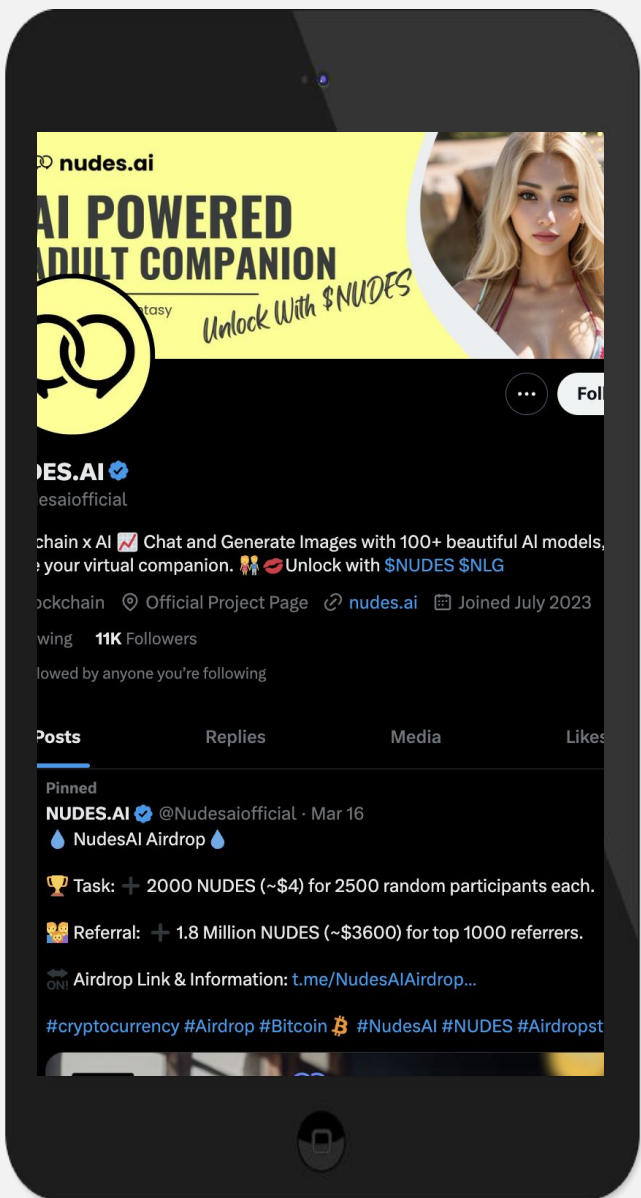 nudes.ai
AI POWERED
ADULT COMPANION
tasy
Unlock With $NUDES
Foll
DES.AI
esaiofficial
chain x AI 📈 Chat and Generate Images with 100+ beautiful AI models,
e your virtual companion. 👫💋Unlock with $NUDES $NLG
ockchain Official Project Page nudes.ai Joined July 2023
wing 11K Followers
lowed by anyone you're following
Posts Replies Media Likes
Pinned
NUDES.AI @Nudesaiofficial · Mar 16
💧 NudesAI Airdrop 💧
🏆 Task: ➕ 2000 NUDES (~$4) for 2500 random participants each.
Referral: ➕ 1.8 Million NUDES (~$3600) for top 1000 referrers.
🔛 Airdrop Link & Information: t.me/NudesAIAirdrop...
#cryptocurrency #Airdrop #Bitcoin #NudesAI #NUDES #Airdropst